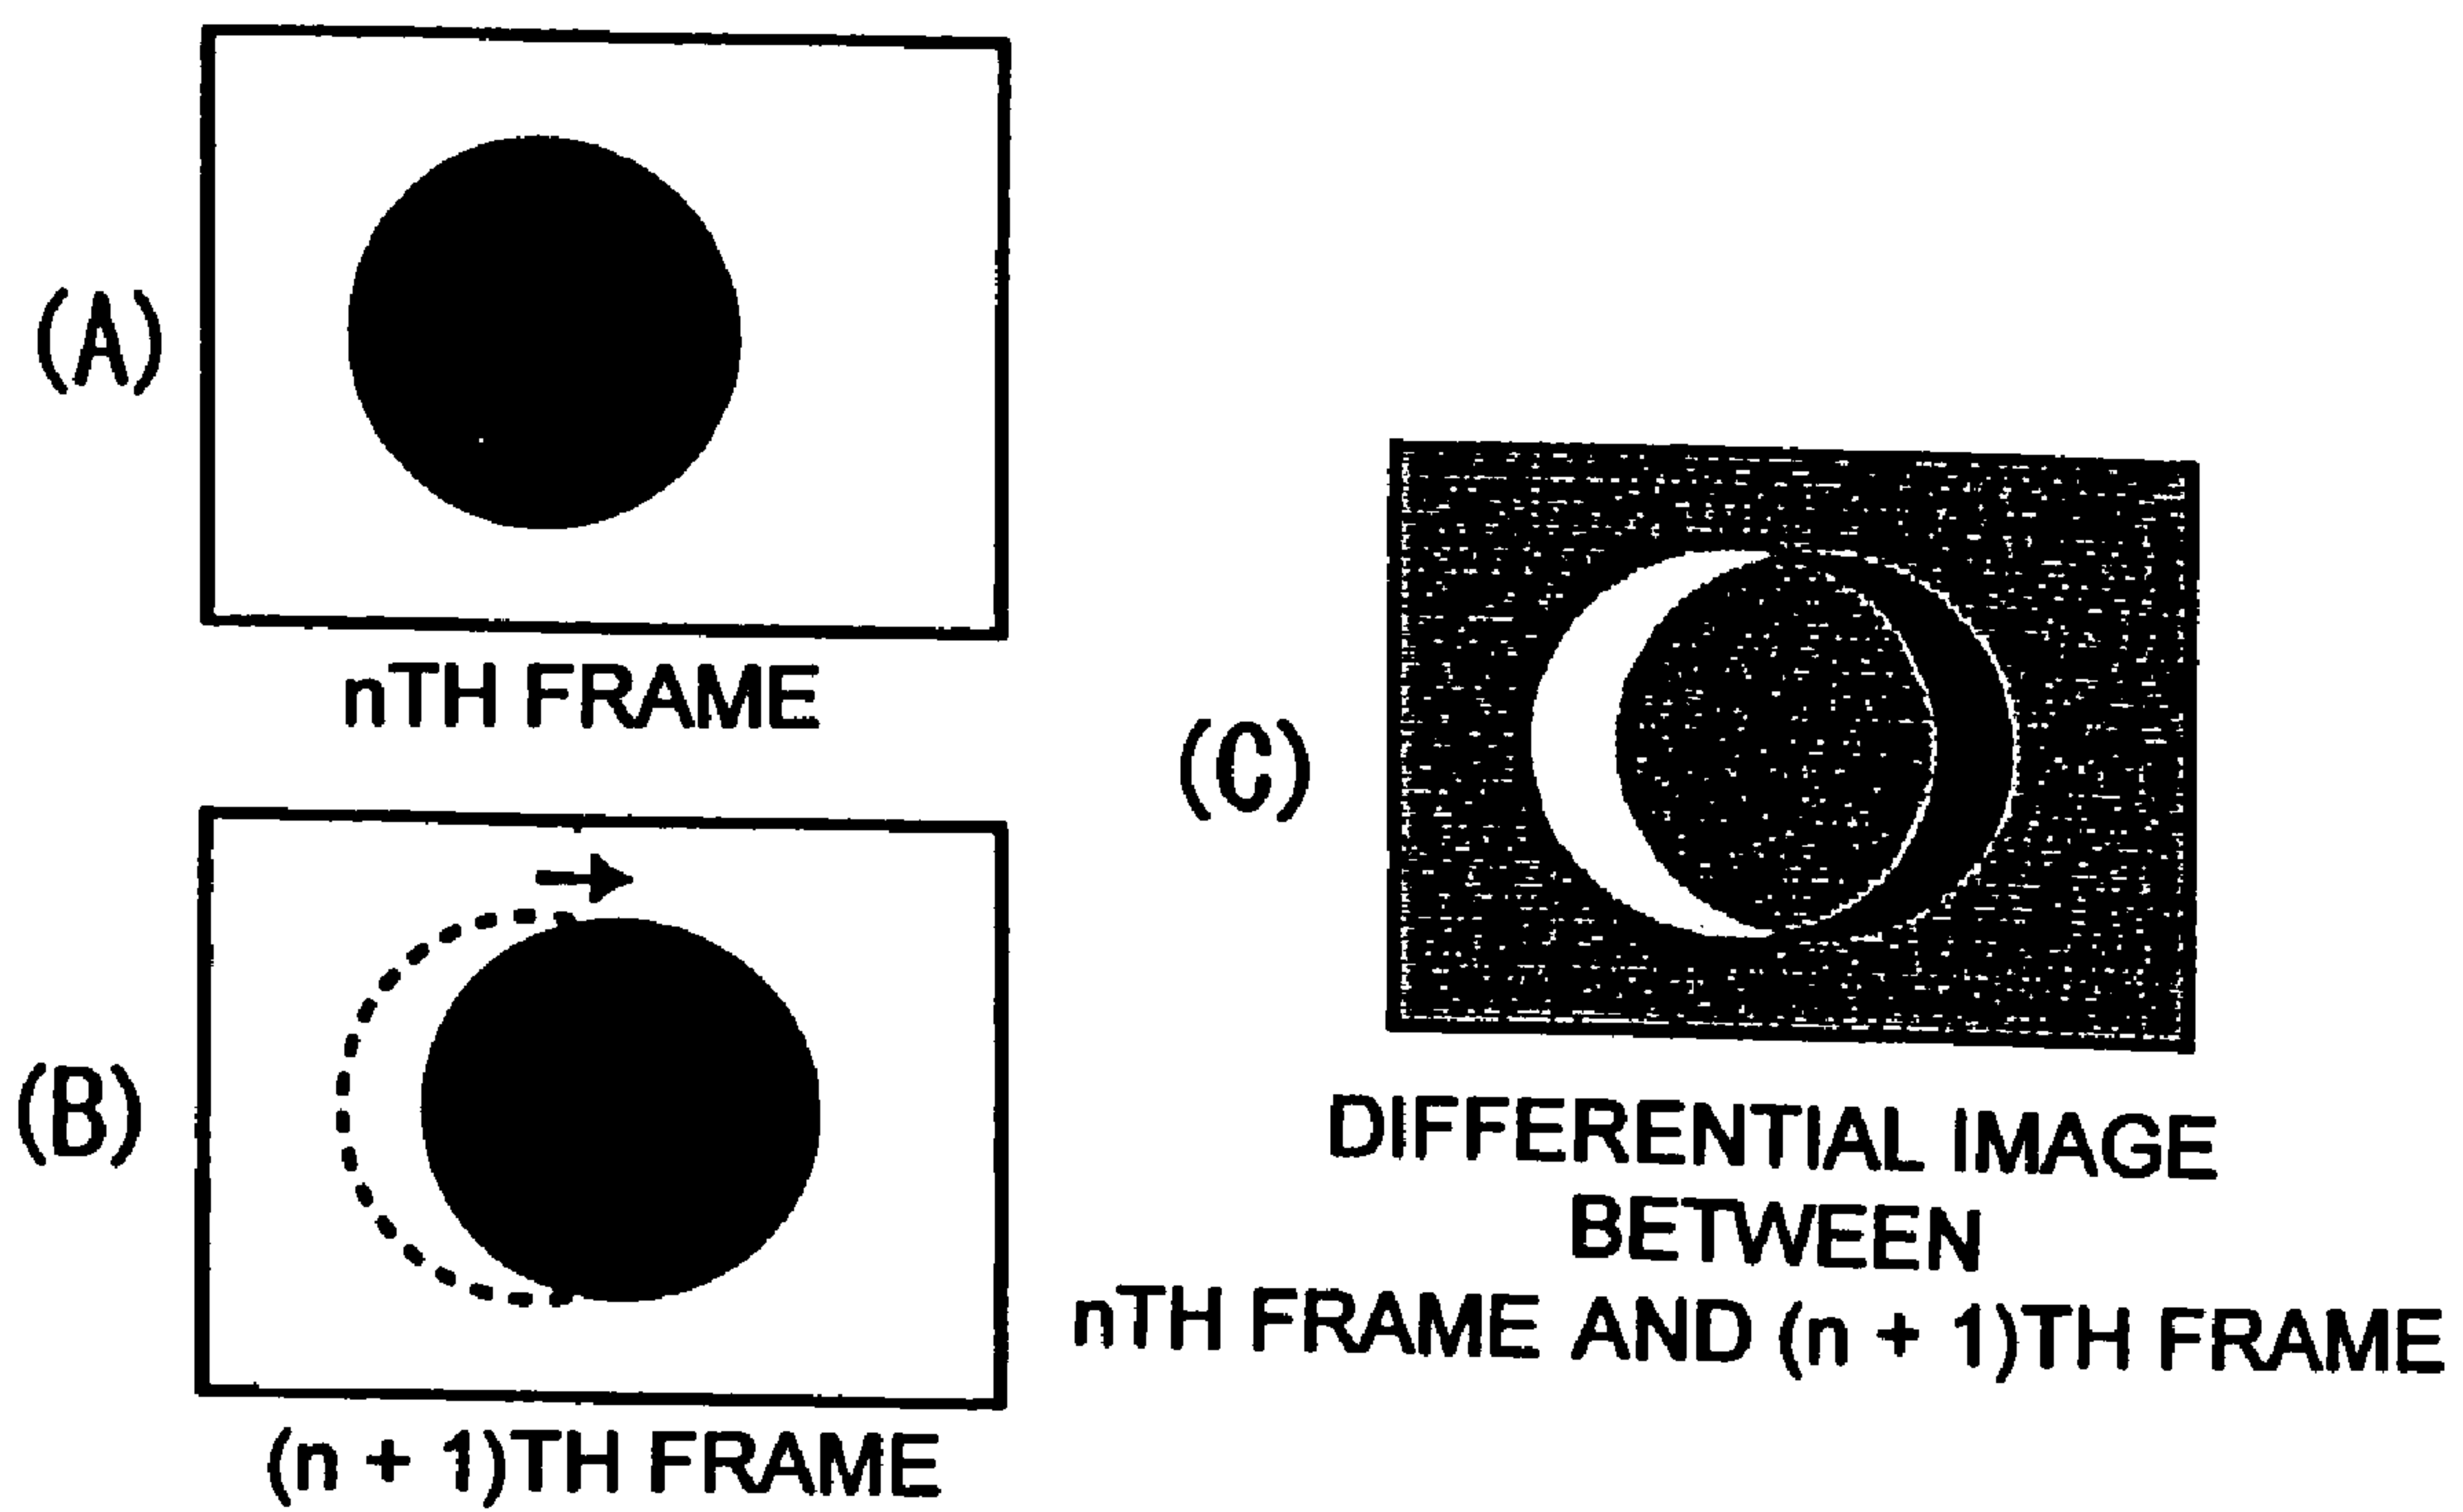 (A)
nTH FRAME
(B)
(n + 1)TH FRAME
(C)
DIFFERENTIAL IMAGE
BETWEEN
nTH FRAME AND (n + 1)TH FRAME